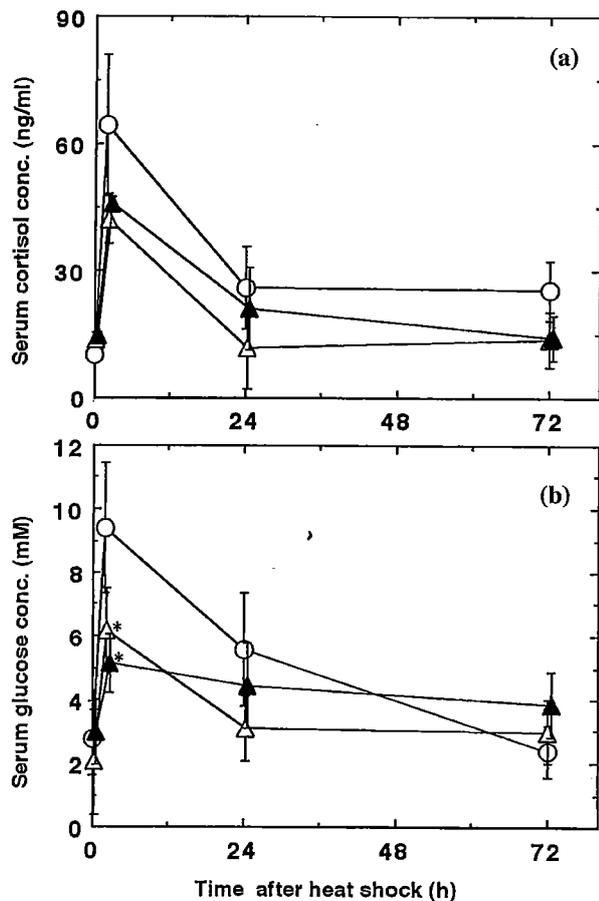 90
(a)
60
30
0
Serum cortisol conc. (ng/ml)
0 24 48 72
12
(b)
10
8
6
4
2
0
*
*
Serum glucose conc. (mM)
0 24 48 72
Time after heat shock (h)